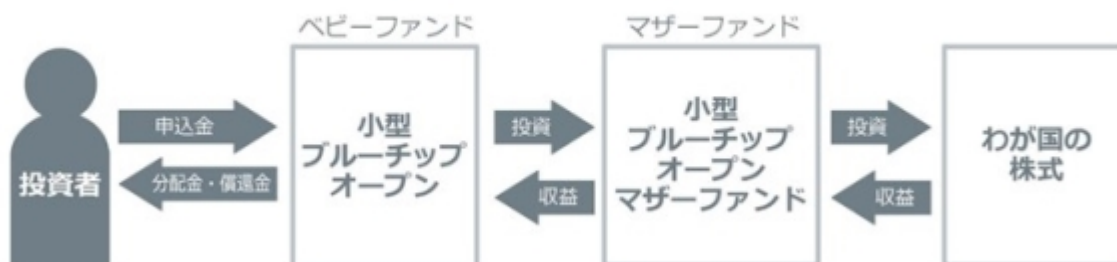 ベビーファンド
マザーファンド
投資者
申込金
分配金・償還金
小型
ブルーチップ
オープン
投資
収益
小型
ブルーチップ
オープン
マザーファンド
投資
収益
わが国の
株式